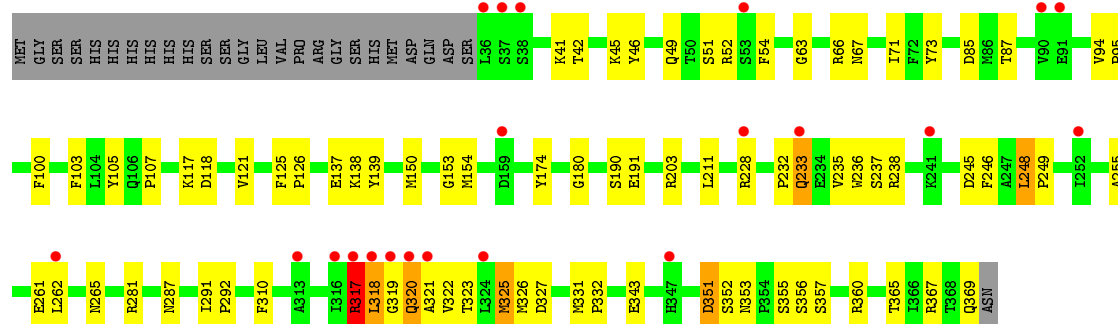 MET GLY SER SER HIS HIS HIS HIS HIS HIS SER SER GLY LEU VAL PRO ARG GLY SER HIS MET ASP GLN ASP SER L36 S37 S38 K41 T42 K45 Y46 Q49 T50 S51 R52 S53 F54 G63 R66 N67 I71 F72 Y73 D85 M86 T87 V90 E91 V94 P95
F100 F103 L104 Y105 Q106 P107 K117 D118 V121 F125 P126 E137 K138 Y139 M150 G153 M154 D159 Y174 G180 S190 E191 R203 L211 R228 P232 Q233 E234 V235 W236 S237 R238 K241 D245 F246 A247 L248 P249 I252 A255
E261 L262 N265 R281 N287 I291 P292 F310 A313 I316 R317 L318 G319 Q320 A321 V322 T323 L324 M325 N326 D327 M331 P332 E343 H347 D351 S352 N353 P354 S355 S356 S357 R360 T365 I366 R367 T368 Q369 ASN